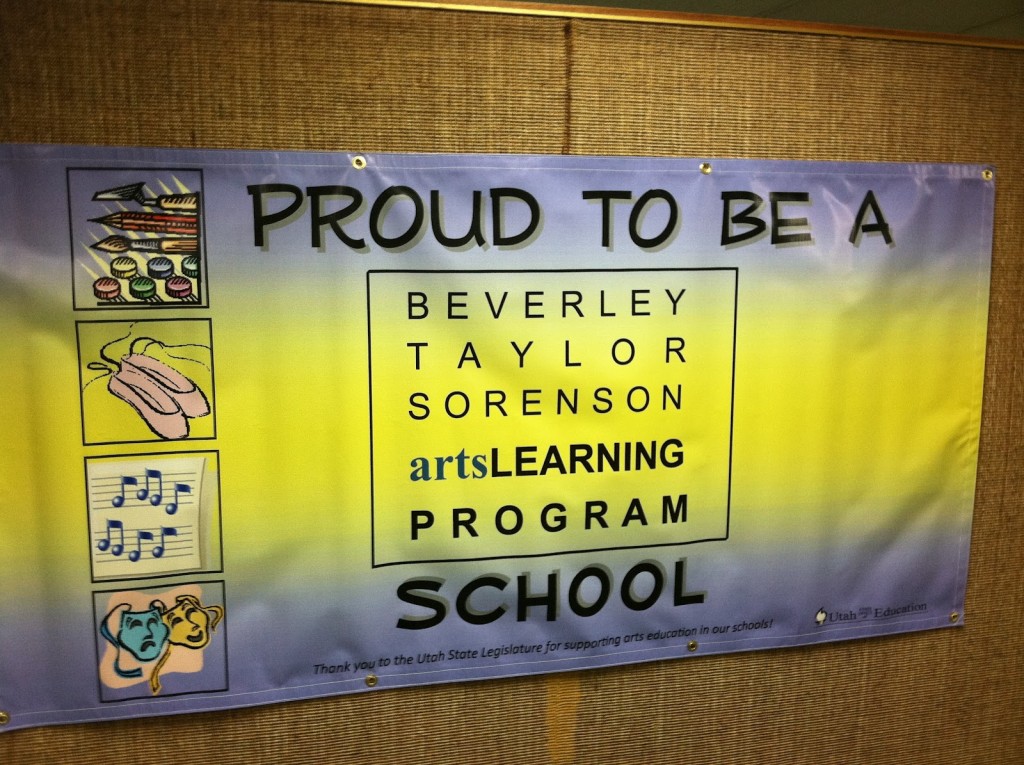 PROUD TO BE A
BEVERLEY
TAYLOR
SORENSON
artsLEARNING
PROGRAM
SCHOOL
Thank you to the Utah State Legislature for supporting arts education in our schools!
Utah Education